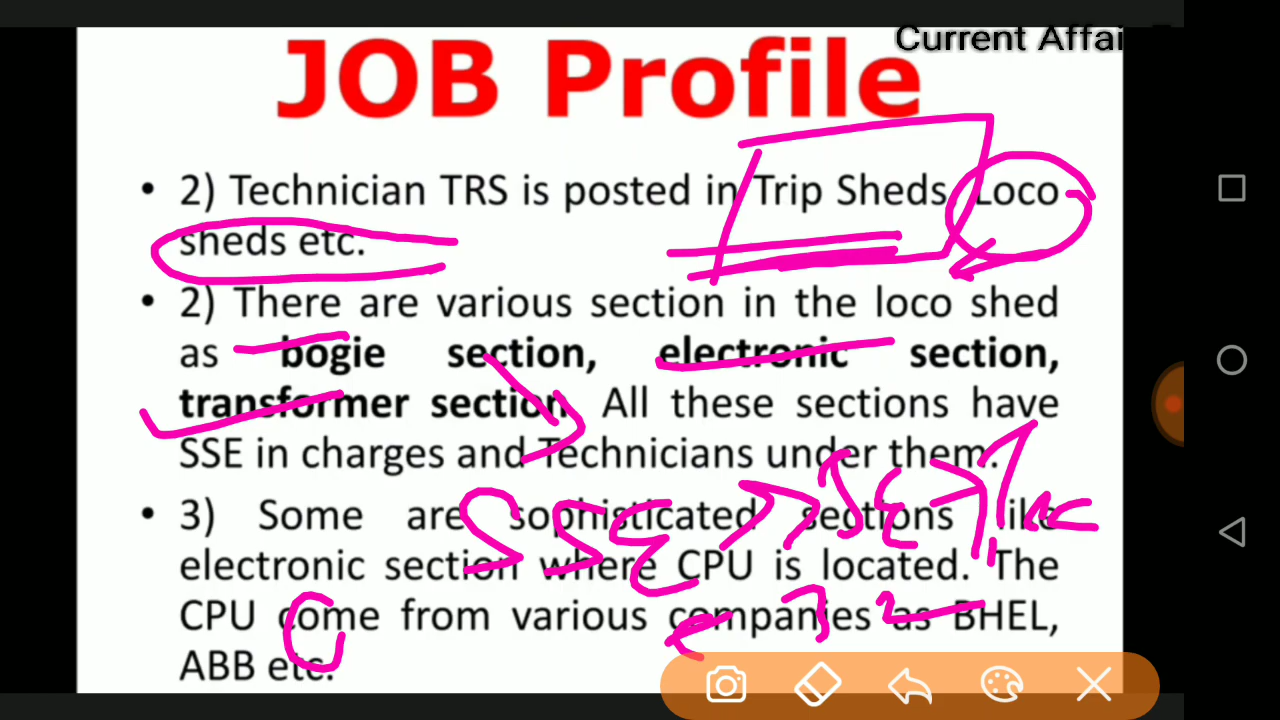 Current Affai
JOB Profile
• 2) Technician TRS is posted in Trip Sheds Loco
sheds etc.
• 2) There are various section in the loco shed
as bogie section, electronic section,
transformer section. All these sections have
SSE in charges and Technicians under them.
• 3) Some are sophisticated sections like
electronic section where CPU is located. The
CPU come from various companies as BHEL,
ABB etc.
SSE > SE >